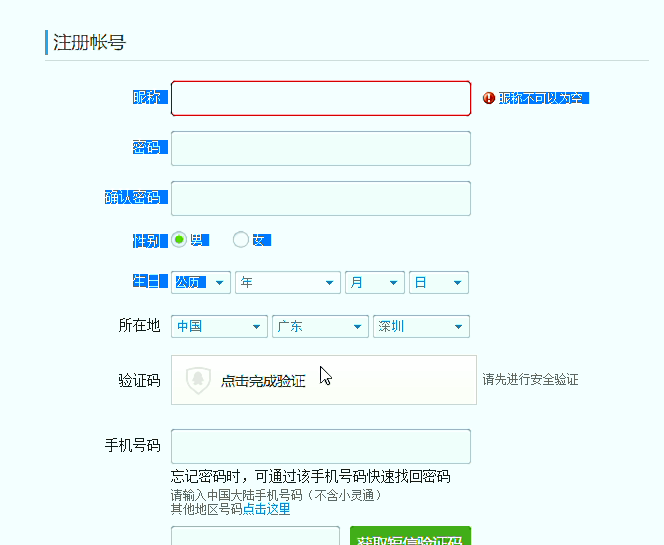 注册帐号
昵称 昵称不可以为空
密码
确认密码
性别 男 女
生日 公历 年 月 日
所在地 中国 广东 深圳
验证码 点击完成验证 请先进行安全验证
手机号码
忘记密码时，可通过该手机号码快速找回密码
请输入中国大陆手机号码（不含小灵通）
其他地区号码点击这里
获取短信验证码